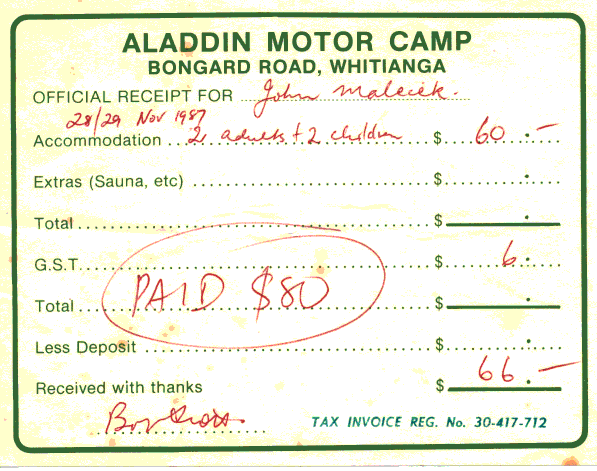 ALADDIN MOTOR CAMP
BONGARD ROAD, WHITIANGA
OFFICIAL RECEIPT FOR John Malecek.
28/29 Nov 1987
Accommodation 2 adults + 2 children $ 60.-
Extras (Sauna, etc) $ .
Total $ .
G.S.T. $ 6.
PAID $80
Total $ .
Less Deposit $ .
Received with thanks $ 66.-
TAX INVOICE REG. No. 30-417-712